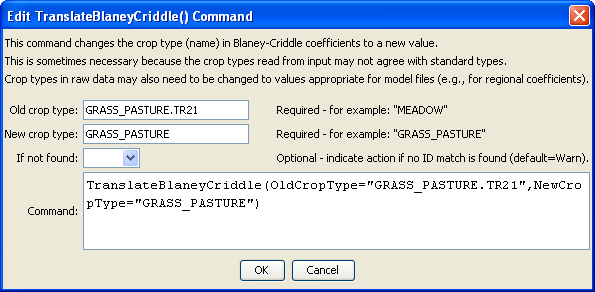 Edit TranslateBlaneyCriddle() Command
This command changes the crop type (name) in Blaney-Criddle coefficients to a new value.
This is sometimes necessary because the crop types read from input may not agree with standard types.
Crop types in raw data may also need to be changed to values appropriate for model files (e.g., for regional coefficients).
Old crop type: GRASS_PASTURE.TR21 Required - for example: "MEADOW"
New crop type: GRASS_PASTURE Required - for example: "GRASS_PASTURE"
If not found: Optional - indicate action if no ID match is found (default=Warn).
Command: TranslateBlaneyCriddle(OldCropType="GRASS_PASTURE.TR21",NewCro
pType="GRASS_PASTURE")
OK Cancel